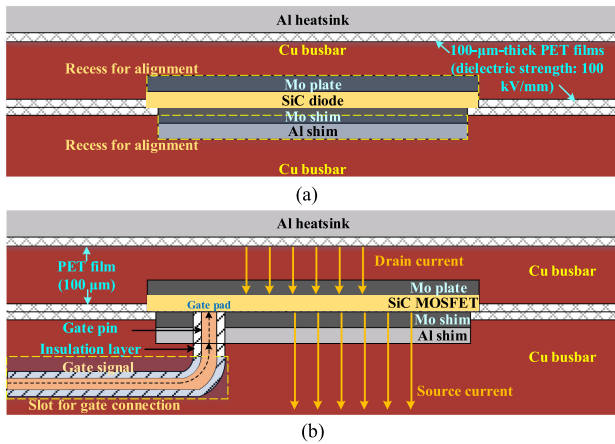 Al heatsink
Cu busbar
100-μm-thick PET films
(dielectric strength: 100
kV/mm)
Recess for alignment
Mo plate
SiC diode
Mo shim
Al shim
Recess for alignment
Cu busbar
(a)
Al heatsink
PET film
(100 μm)
Drain current
Cu busbar
Mo plate
Gate pad
SiC MOSFET
Gate pin
Mo shim
Insulation layer
Al shim
Gate signal
Cu busbar
Source current
Slot for gate connection
(b)